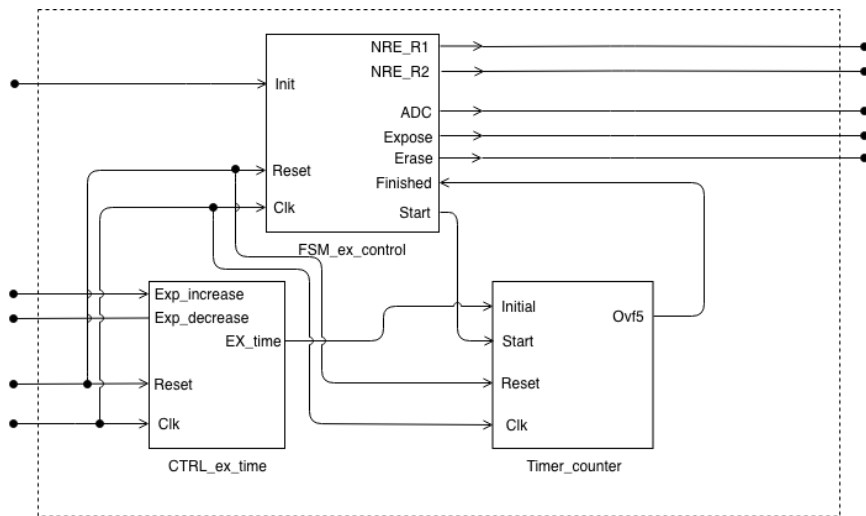 NRE_R1
NRE_R2
Init
ADC
Expose
Erase
Reset
Finished
Clk
Start
FSM_ex_control
Exp_increase
Exp_decrease
EX_time
Reset
Clk
CTRL_ex_time
Initial
Ovf5
Start
Reset
Clk
Timer_counter